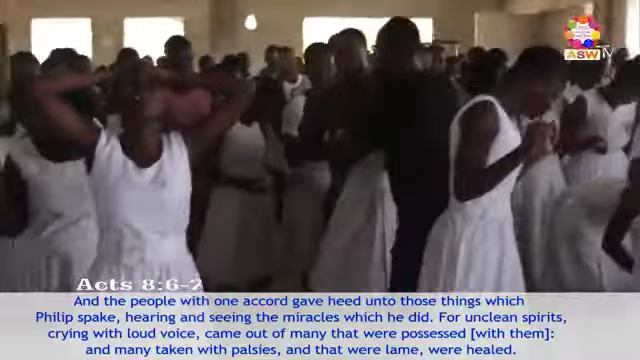 ASW TV
Acts 8:6-7
And the people with one accord gave heed unto those things which
Philip spake, hearing and seeing the miracles which he did. For unclean spirits,
crying with loud voice, came out of many that were possessed [with them]:
and many taken with palsies, and that were lame, were healed.